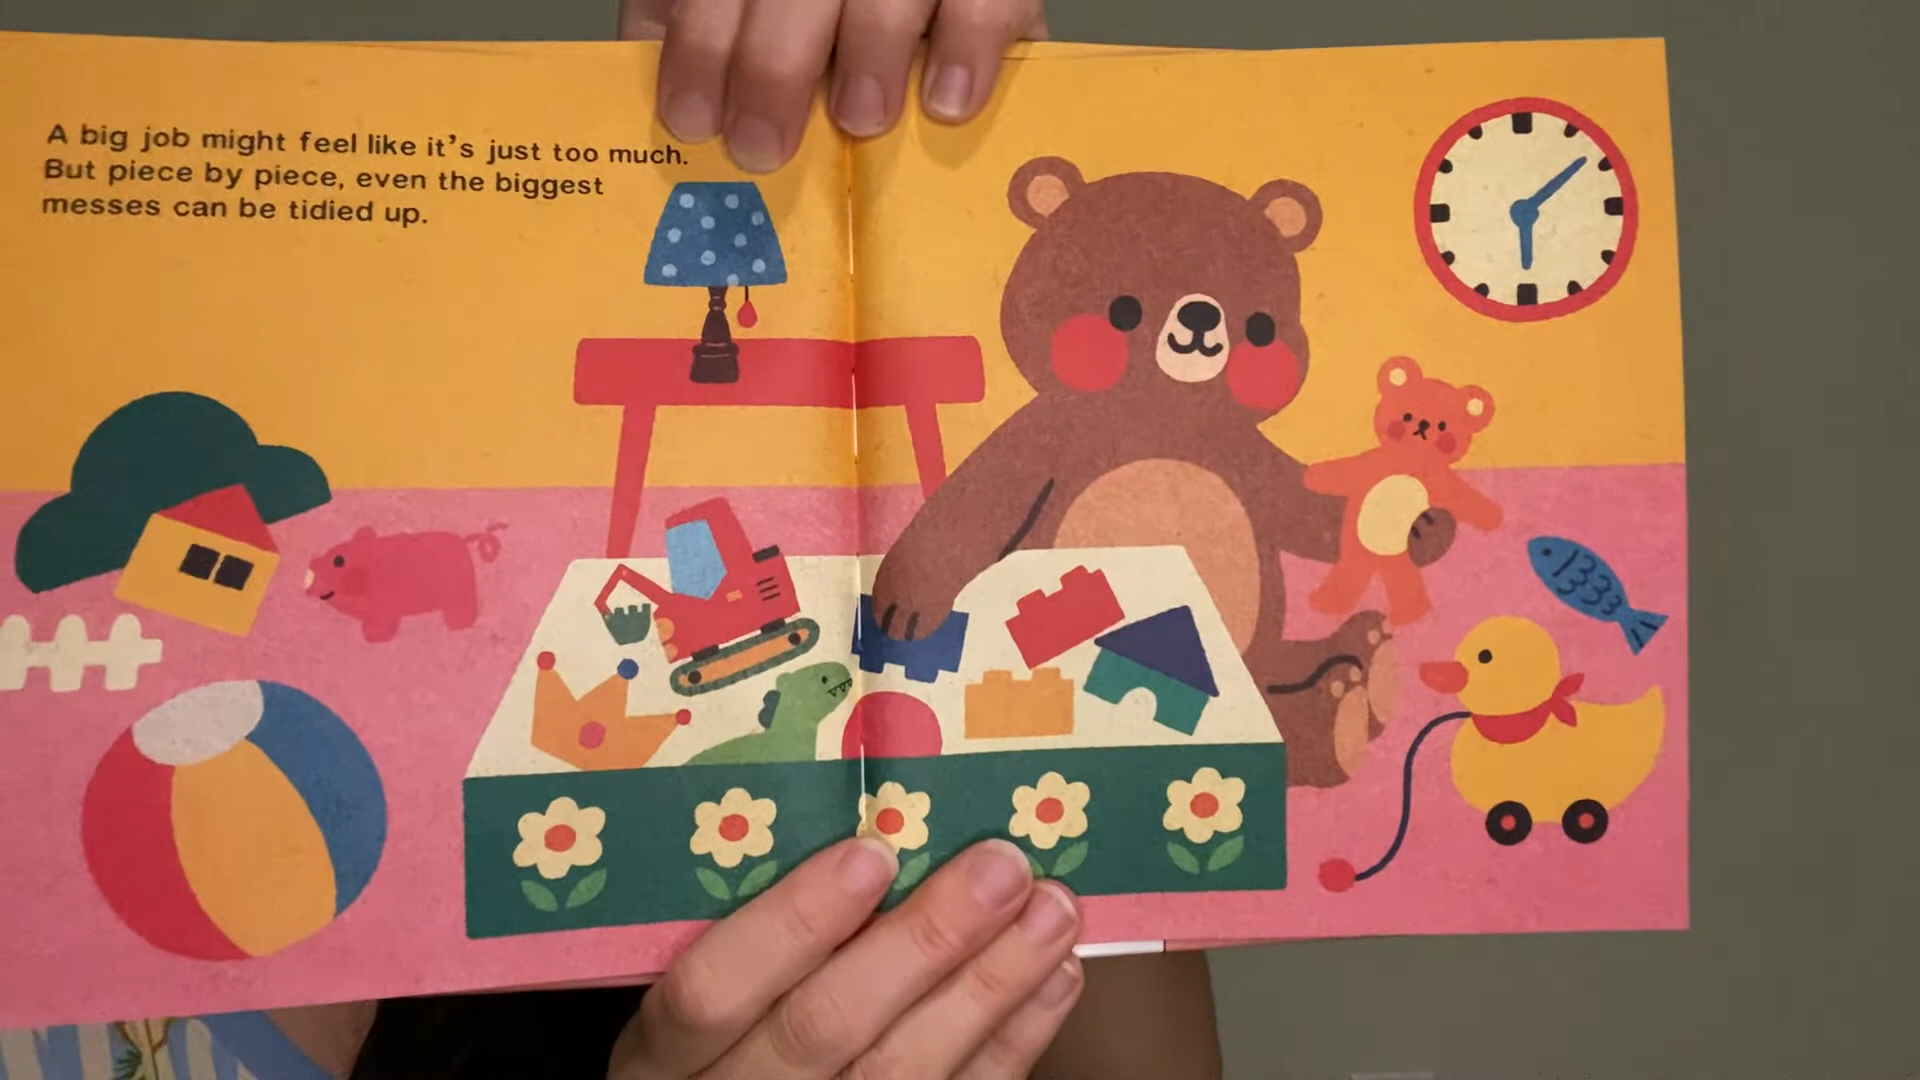 A big job might feel like it's just too much.
But piece by piece, even the biggest
messes can be tidied up.